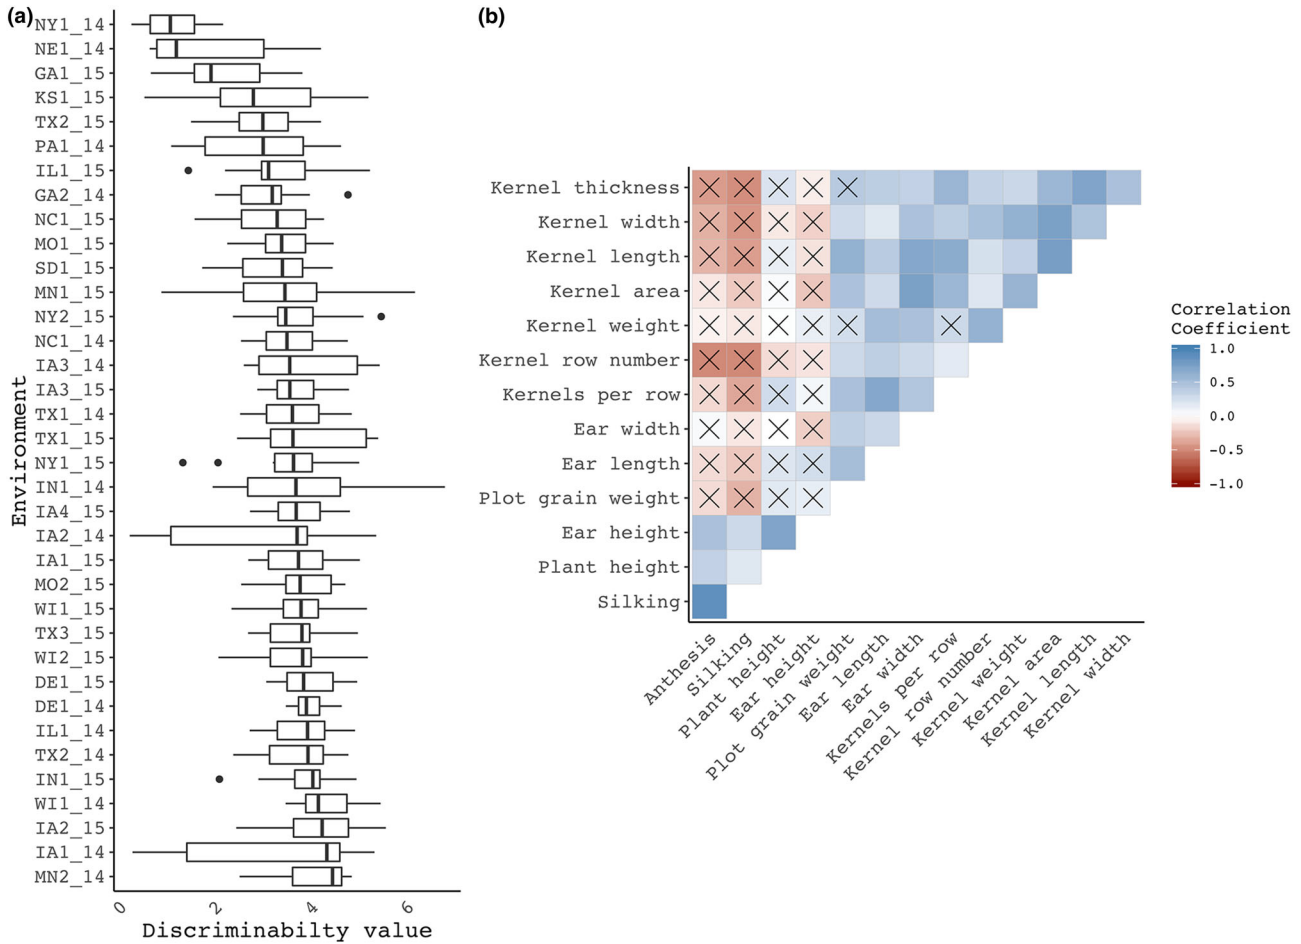 (a)
NY1_14
NE1_14
GA1_15
KS1_15
TX2_15
PA1_14
IL1_15
GA2_14
NC1_15
MO1_15
SD1_15
MN1_15
NY2_15
NC1_14
IA3_14
IA3_15
TX1_14
TX1_15
NY1_15
IN1_14
IA4_15
IA2_14
IA1_15
MO2_15
WI1_15
TX3_15
WI2_15
DE1_15
DE1_14
IL1_14
TX2_14
IN1_15
WI1_14
IA2_15
IA1_14
MN2_14
Environment
0 2 4 6
Discriminabilty value
(b)
Kernel thickness
Kernel width
Kernel length
Kernel area
Kernel weight
Kernel row number
Kernels per row
Ear width
Ear length
Plot grain weight
Ear height
Plant height
Silking
Anthesis
Silking
Plant height
Ear height
Plot grain weight
Ear length
Ear width
Kernels per row
Kernel row number
Kernel weight
Kernel area
Kernel length
Kernel width
Correlation
Coefficient
1.0
0.5
0.0
-0.5
-1.0